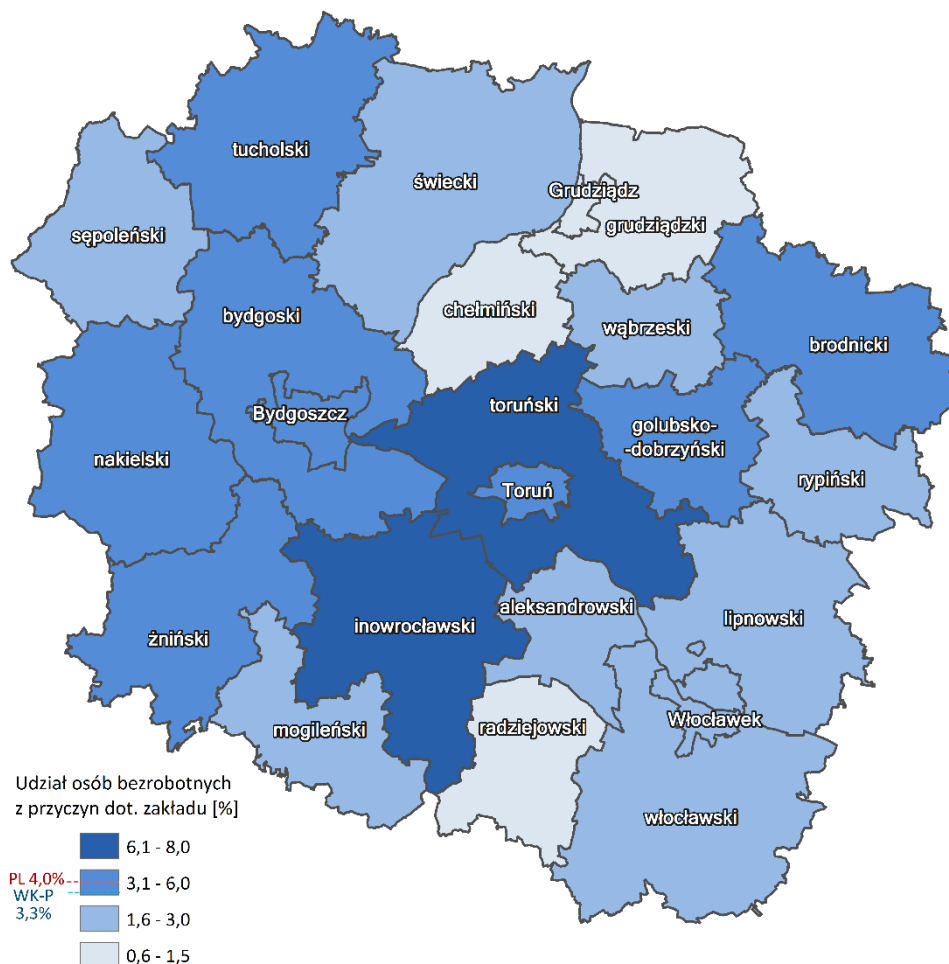 tucholski
świecki
Grudziądz
grudziądzki
sępoleński
chełmiński
bydgoski
wąbrzeski
brodnicki
toruński
Bydgoszcz
golubsko-
-dobrzyński
nakielski
rypiński
Toruń
aleksandrowski
lipnowski
inowrocławski
żniński
mogileński
radziejowski
Włocławek
włocławski
Udział osób bezrobotnych
z przyczyn dot. zakładu [%]
6,1 - 8,0
PL 4,0%
3,1 - 6,0
WK-P
3,3%
1,6 - 3,0
0,6 - 1,5